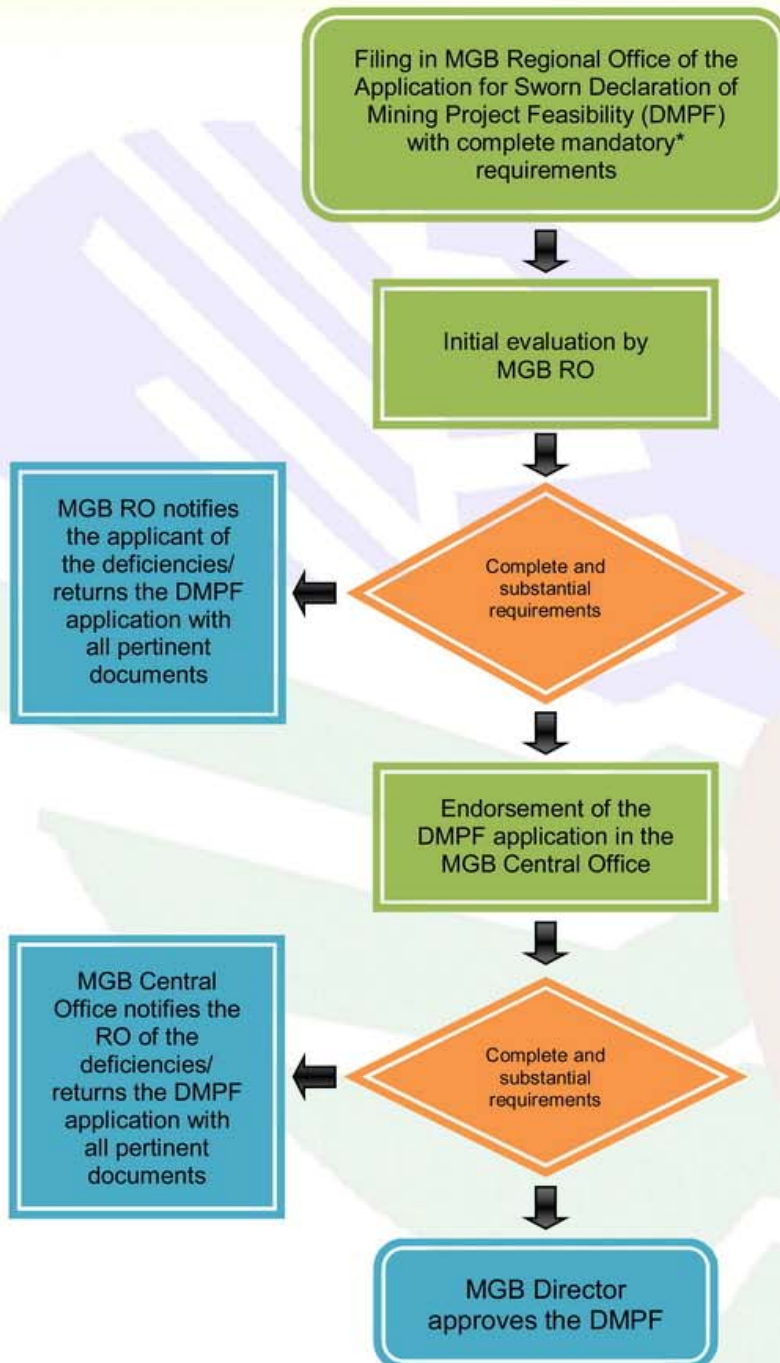 Filing in MGB Regional Office of the
Application for Sworn Declaration of
Mining Project Feasibility (DMPF)
with complete mandatory*
requirements
Initial evaluation by
MGB RO
Complete and
substantial
requirements
MGB RO notifies
the applicant of
the deficiencies/
returns the DMPF
application with
all pertinent
documents
Endorsement of the
DMPF application in the
MGB Central Office
Complete and
substantial
requirements
MGB Central
Office notifies the
RO of the
deficiencies/
returns the DMPF
application with
all pertinent
documents
MGB Director
approves the DMPF